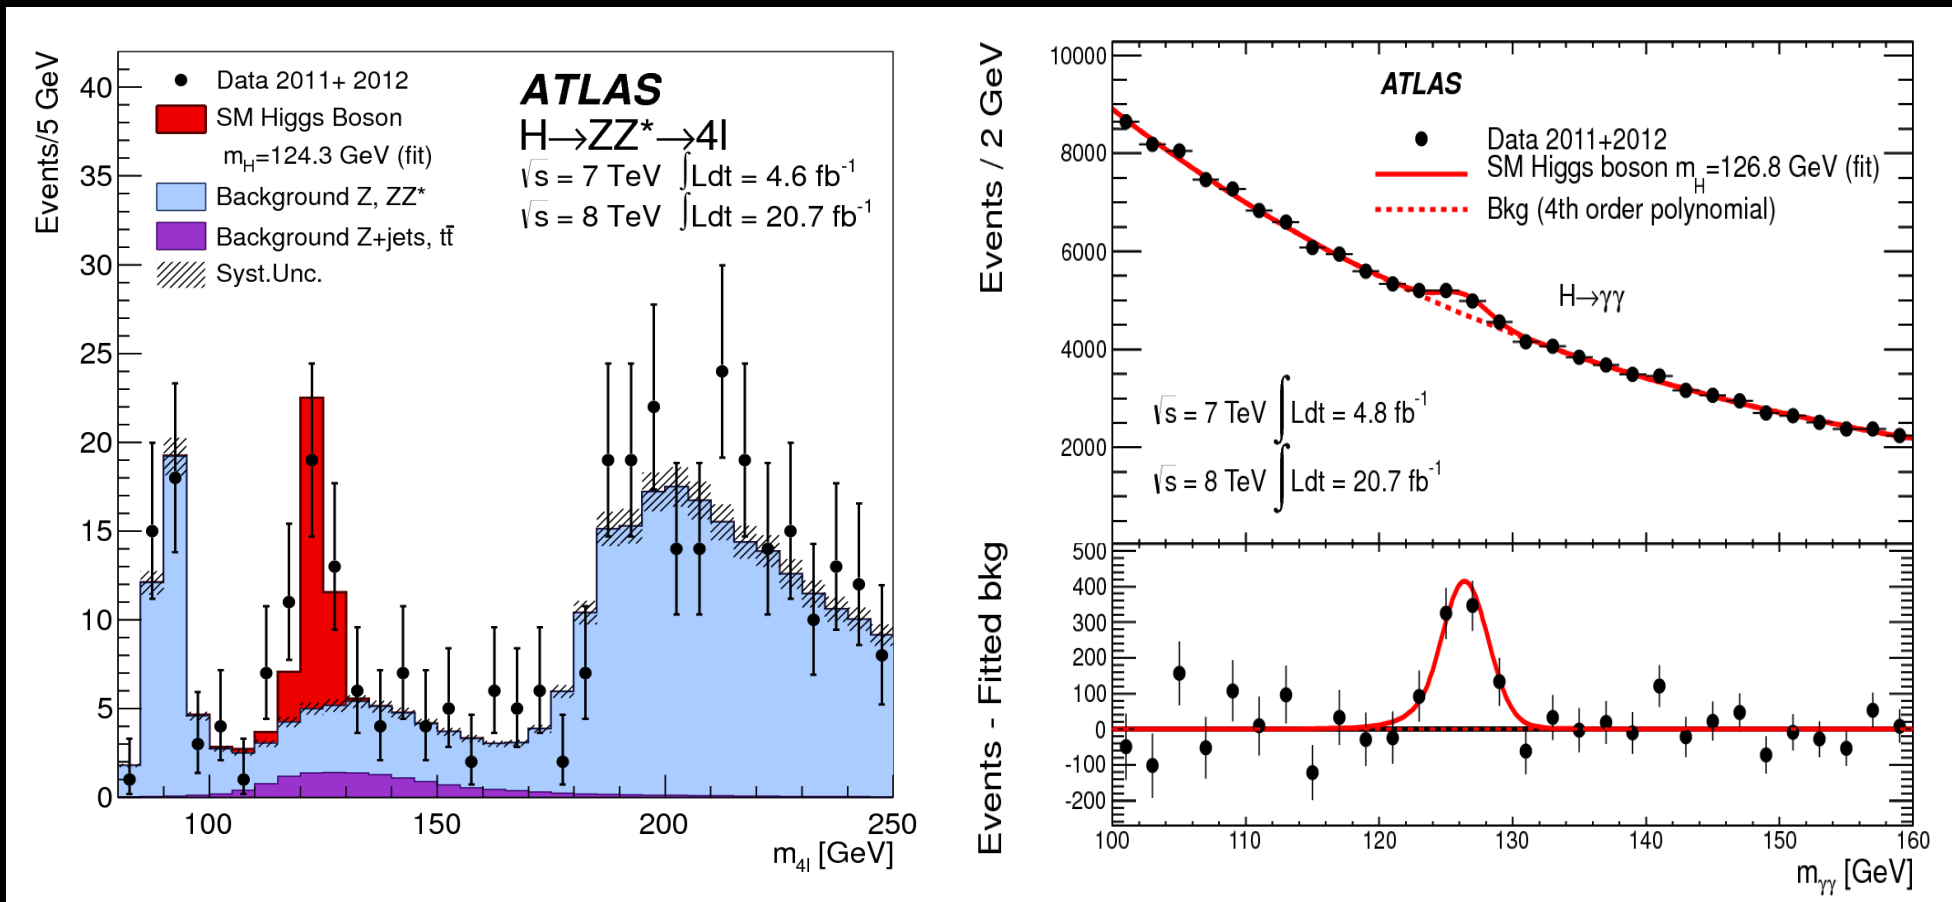 Events/5 GeV
40
35
30
25
20
15
10
5
0
Data 2011+ 2012
SM Higgs Boson
m_H=124.3 GeV (fit)
Background Z, ZZ*
Background Z+jets, tt̄
Syst.Unc.
ATLAS
H→ZZ*→4l
√s = 7 TeV ∫Ldt = 4.6 fb⁻¹
√s = 8 TeV ∫Ldt = 20.7 fb⁻¹
100 150 200 250
m_4l [GeV]
Events / 2 GeV
10000
8000
6000
4000
2000
ATLAS
Data 2011+2012
SM Higgs boson m_H=126.8 GeV (fit)
Bkg (4th order polynomial)
H→γγ
√s = 7 TeV ∫Ldt = 4.8 fb⁻¹
√s = 8 TeV ∫Ldt = 20.7 fb⁻¹
Events - Fitted bkg
500
400
300
200
100
0
-100
-200
100 110 120 130 140 150 160
m_γγ [GeV]